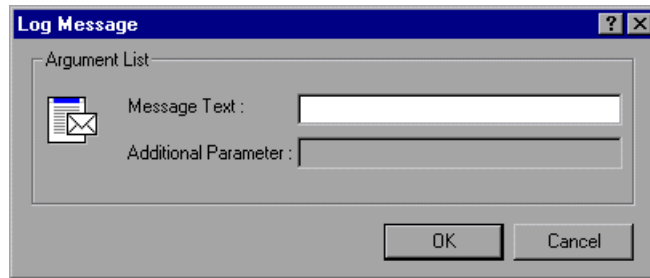 Log Message
Argument List
Message Text :
Additional Parameter :
OK Cancel